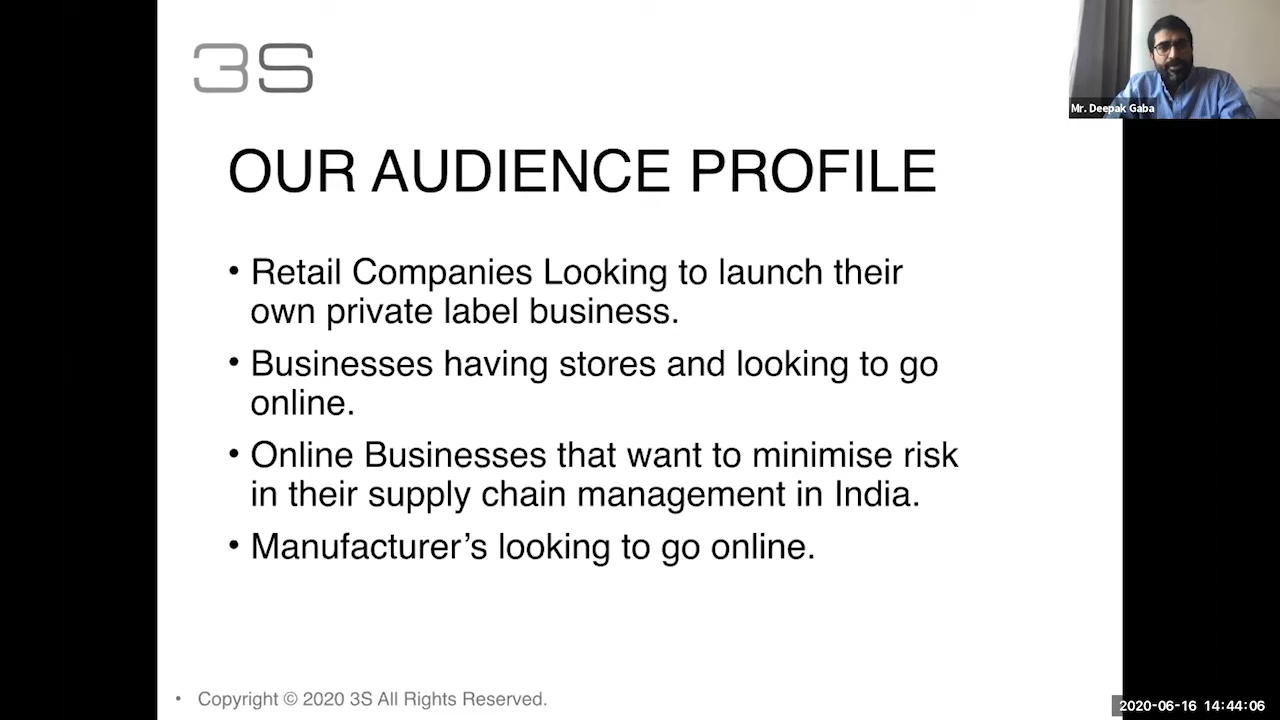 3S
Mr. Deepak Gaba
OUR AUDIENCE PROFILE
• Retail Companies Looking to launch their
own private label business.
• Businesses having stores and looking to go
online.
• Online Businesses that want to minimise risk
in their supply chain management in India.
• Manufacturer’s looking to go online.
• Copyright © 2020 3S All Rights Reserved.
2020-06-16 14:44:06